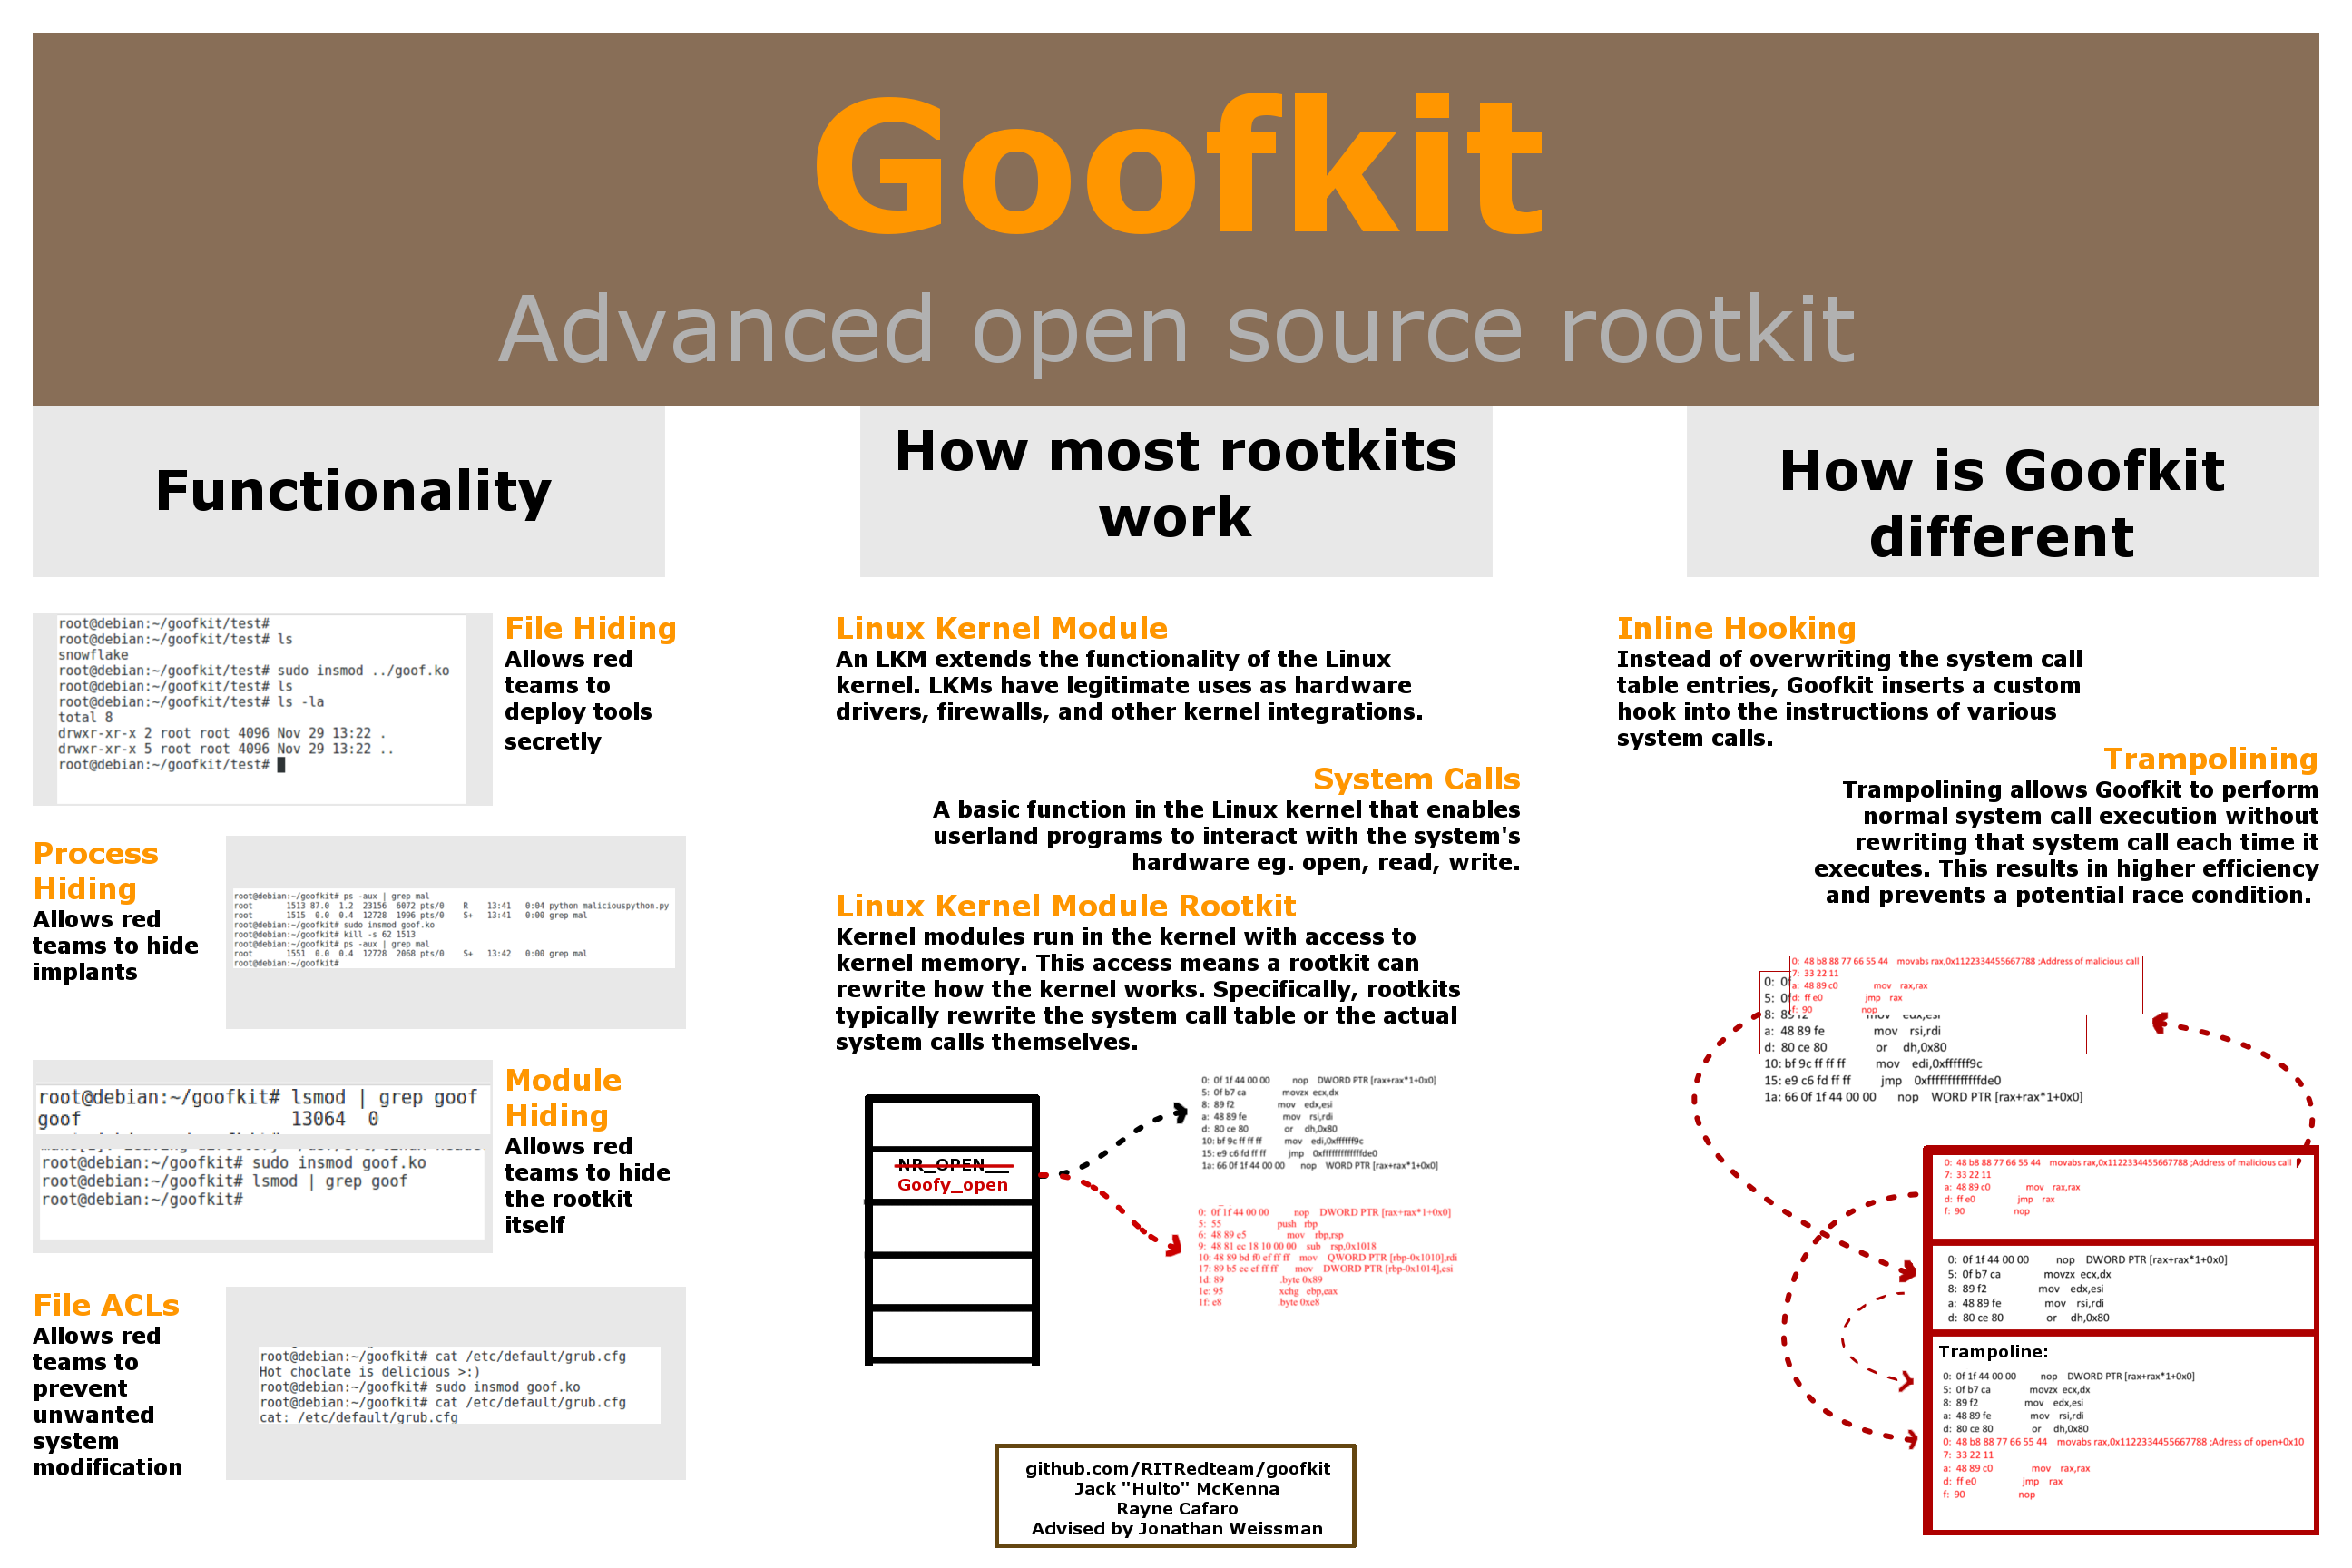 Goofkit
Advanced open source rootkit
Functionality
root@debian:~/goofkit/test#
root@debian:~/goofkit/test# ls
snowflake
root@debian:~/goofkit/test# sudo insmod ../goof.ko
root@debian:~/goofkit/test# ls
root@debian:~/goofkit/test# ls -la
total 8
drwxr-xr-x 2 root root 4096 Nov 29 13:22 .
drwxr-xr-x 5 root root 4096 Nov 29 13:22 ..
root@debian:~/goofkit/test#
File Hiding
Allows red
teams to
deploy tools
secretly
Process
Hiding
Allows red
teams to hide
implants
root@debian:~/goofkit# ps -aux | grep mal
root 1513 87.0 1.2 23156 6072 pts/0 R 13:41 0:04 python maliciouspython.py
root 1515 0.0 0.4 12728 1996 pts/0 S+ 13:41 0:00 grep mal
root@debian:~/goofkit# sudo insmod goof.ko
root@debian:~/goofkit# kill -s 62 1513
root@debian:~/goofkit# ps -aux | grep mal
root 1551 0.0 0.4 12728 2068 pts/0 S+ 13:42 0:00 grep mal
root@debian:~/goofkit#
root@debian:~/goofkit# lsmod | grep goof
goof 13064 0
root@debian:~/goofkit# sudo insmod goof.ko
root@debian:~/goofkit# lsmod | grep goof
root@debian:~/goofkit#
Module
Hiding
Allows red
teams to hide
the rootkit
itself
File ACLs
Allows red
teams to
prevent
unwanted
system
modification
root@debian:~/goofkit# cat /etc/default/grub.cfg
Hot choclate is delicious >:)
root@debian:~/goofkit# sudo insmod goof.ko
root@debian:~/goofkit# cat /etc/default/grub.cfg
cat: /etc/default/grub.cfg
How most rootkits
work
Linux Kernel Module
An LKM extends the functionality of the Linux
kernel. LKMs have legitimate uses as hardware
drivers, firewalls, and other kernel integrations.
System Calls
A basic function in the Linux kernel that enables
userland programs to interact with the system's
hardware eg. open, read, write.
Linux Kernel Module Rootkit
Kernel modules run in the kernel with access to
kernel memory. This access means a rootkit can
rewrite how the kernel works. Specifically, rootkits
typically rewrite the system call table or the actual
system calls themselves.
NR_OPEN__
Goofy_open
0: 0f 1f 44 00 00 nop DWORD PTR [rax+rax*1+0x0]
5: 0f b7 ca movzx ecx,dx
8: 89 f2 mov edx,esi
a: 48 89 fe mov rsi,rdi
d: 80 ce 80 or dh,0x80
10: bf 9c ff ff ff mov edi,0xffffff9c
15: e9 c6 fd ff ff jmp 0xfffffffffffffde0
1a: 66 0f 1f 44 00 00 nop WORD PTR [rax+rax*1+0x0]
0: 0f 1f 44 00 00 nop DWORD PTR [rax+rax*1+0x0]
5: 55 push rbp
6: 48 89 e5 mov rbp,rsp
9: 48 81 ec 18 10 00 00 sub rsp,0x1018
10: 48 89 bd f0 ef ff ff mov QWORD PTR [rbp-0x1010],rdi
17: 89 b5 ec ef ff ff mov DWORD PTR [rbp-0x1014],esi
1d: 89 .byte 0x89
1e: 95 xchg ebp,eax
1f: e8 .byte 0xe8
github.com/RITRedteam/goofkit
Jack "Hulto" McKenna
Rayne Cafaro
Advised by Jonathan Weissman
How is Goofkit
different
Inline Hooking
Instead of overwriting the system call
table entries, Goofkit inserts a custom
hook into the instructions of various
system calls.
Trampolining
Trampolining allows Goofkit to perform
normal system call execution without
rewriting that system call each time it
executes. This results in higher efficiency
and prevents a potential race condition.
0: 48 b8 88 77 66 55 44 movabs rax,0x1122334455667788 ;Address of malicious call
7: 33 22 11
a: 48 89 c0 mov rax,rax
d: ff e0 jmp rax
f: 90 nop
0: 0f
5: 0f
8: 89 f2 mov edx,esi
a: 48 89 fe mov rsi,rdi
d: 80 ce 80 or dh,0x80
10: bf 9c ff ff ff mov edi,0xffffff9c
15: e9 c6 fd ff ff jmp 0xfffffffffffffde0
1a: 66 0f 1f 44 00 00 nop WORD PTR [rax+rax*1+0x0]
0: 48 b8 88 77 66 55 44 movabs rax,0x1122334455667788 ;Address of malicious call
7: 33 22 11
a: 48 89 c0 mov rax,rax
d: ff e0 jmp rax
f: 90 nop
0: 0f 1f 44 00 00 nop DWORD PTR [rax+rax*1+0x0]
5: 0f b7 ca movzx ecx,dx
8: 89 f2 mov edx,esi
a: 48 89 fe mov rsi,rdi
d: 80 ce 80 or dh,0x80
Trampoline:
0: 0f 1f 44 00 00 nop DWORD PTR [rax+rax*1+0x0]
5: 0f b7 ca movzx ecx,dx
8: 89 f2 mov edx,esi
a: 48 89 fe mov rsi,rdi
d: 80 ce 80 or dh,0x80
0: 48 b8 88 77 66 55 44 movabs rax,0x1122334455667788 ;Adress of open+0x10
7: 33 22 11
a: 48 89 c0 mov rax,rax
d: ff e0 jmp rax
f: 90 nop